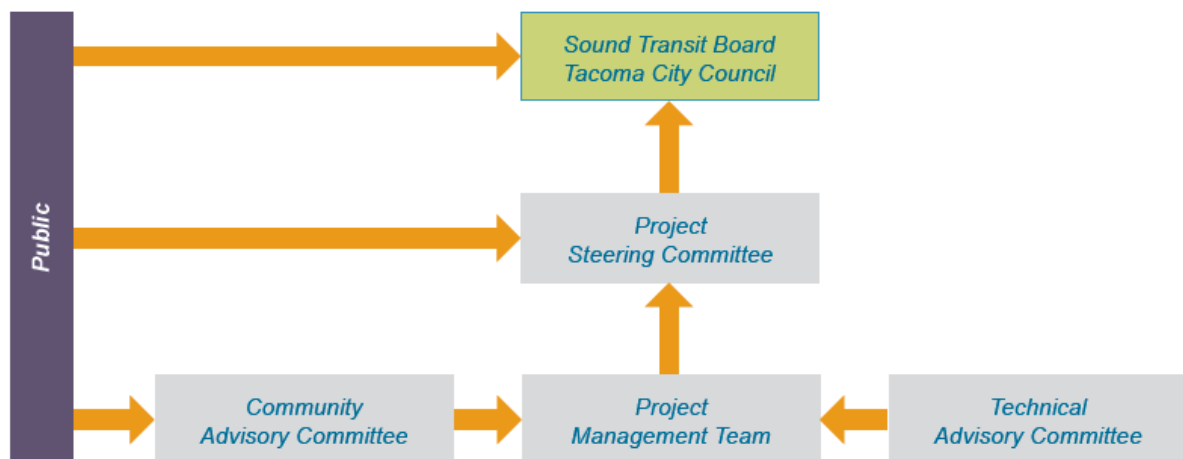 Sound Transit Board
Tacoma City Council
Public
Project
Steering Committee
Community
Advisory Committee
Project
Management Team
Technical
Advisory Committee